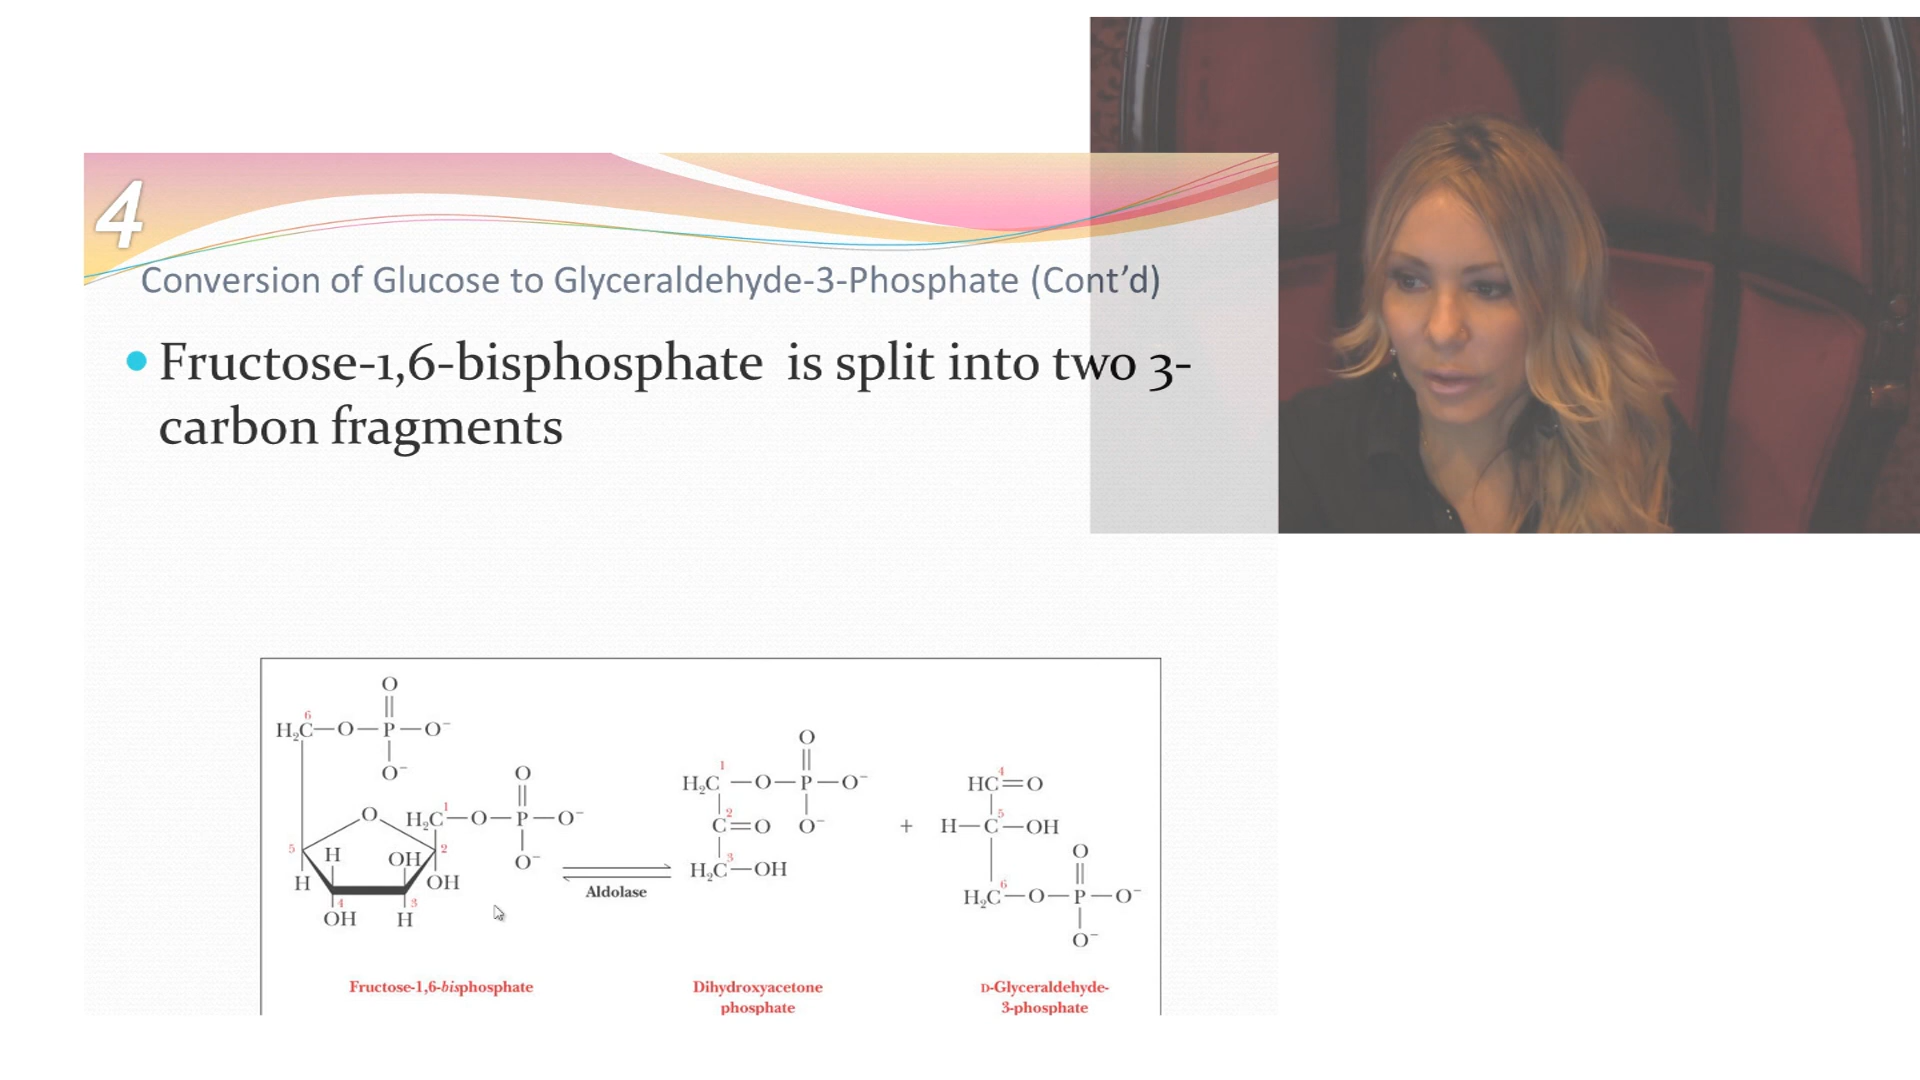 4
Conversion of Glucose to Glyceraldehyde-3-Phosphate (Cont’d)
Fructose-1,6-bisphosphate is split into two 3-
carbon fragments
O
6
H₂C—O—P—O⁻
O⁻
O
O
1
H₂C—O—P—O⁻
O⁻
5
2
H
OH
H
OH
4
3
OH
H
Aldolase
O
1
H₂C—O—P—O⁻
2
C=O
O⁻
3
H₂C—OH
+
4
HC=O
5
H—C—OH
O
6
H₂C—O—P—O⁻
O⁻
Fructose-1,6-bisphosphate
Dihydroxyacetone
phosphate
D-Glyceraldehyde-
3-phosphate